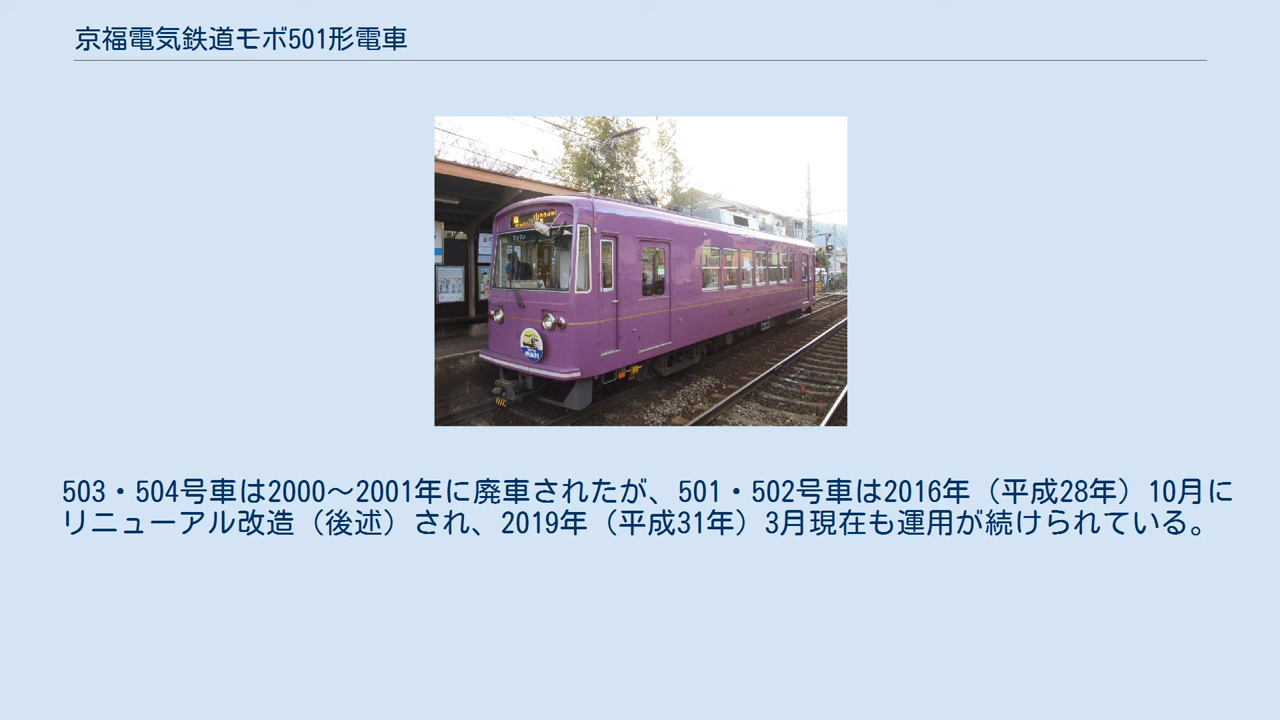 京福電気鉄道モボ501形電車
ワンマン
503・504号車は2000〜2001年に廃車されたが、501・502号車は2016年（平成28年）10月に
リニューアル改造（後述）され、2019年（平成31年）3月現在も運用が続けられている。